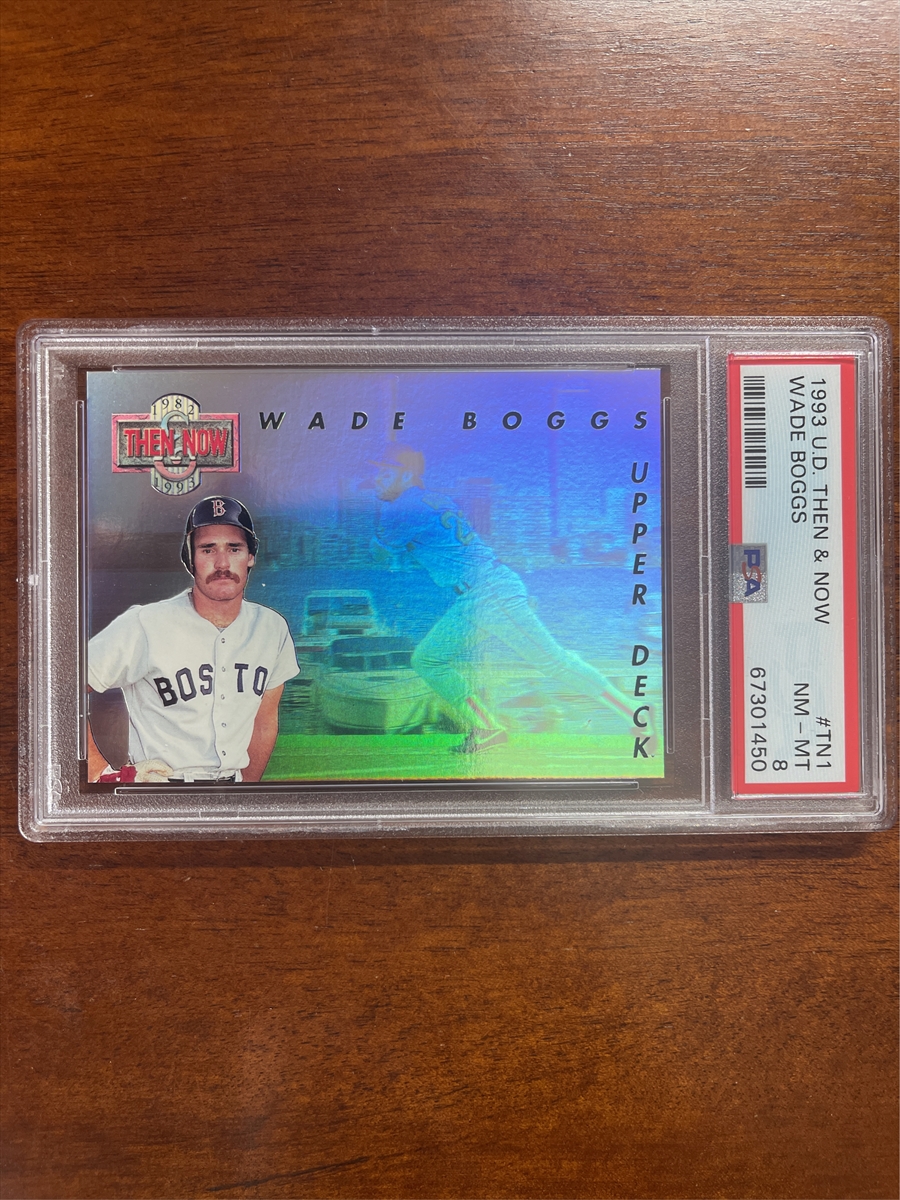 1982
THEN & NOW
1993
WADE BOGGS
UPPER DECK
B
BOSTO
1993 U.D. THEN & NOW #TN1
WADE BOGGS NM-MT
8
67301450
PSA